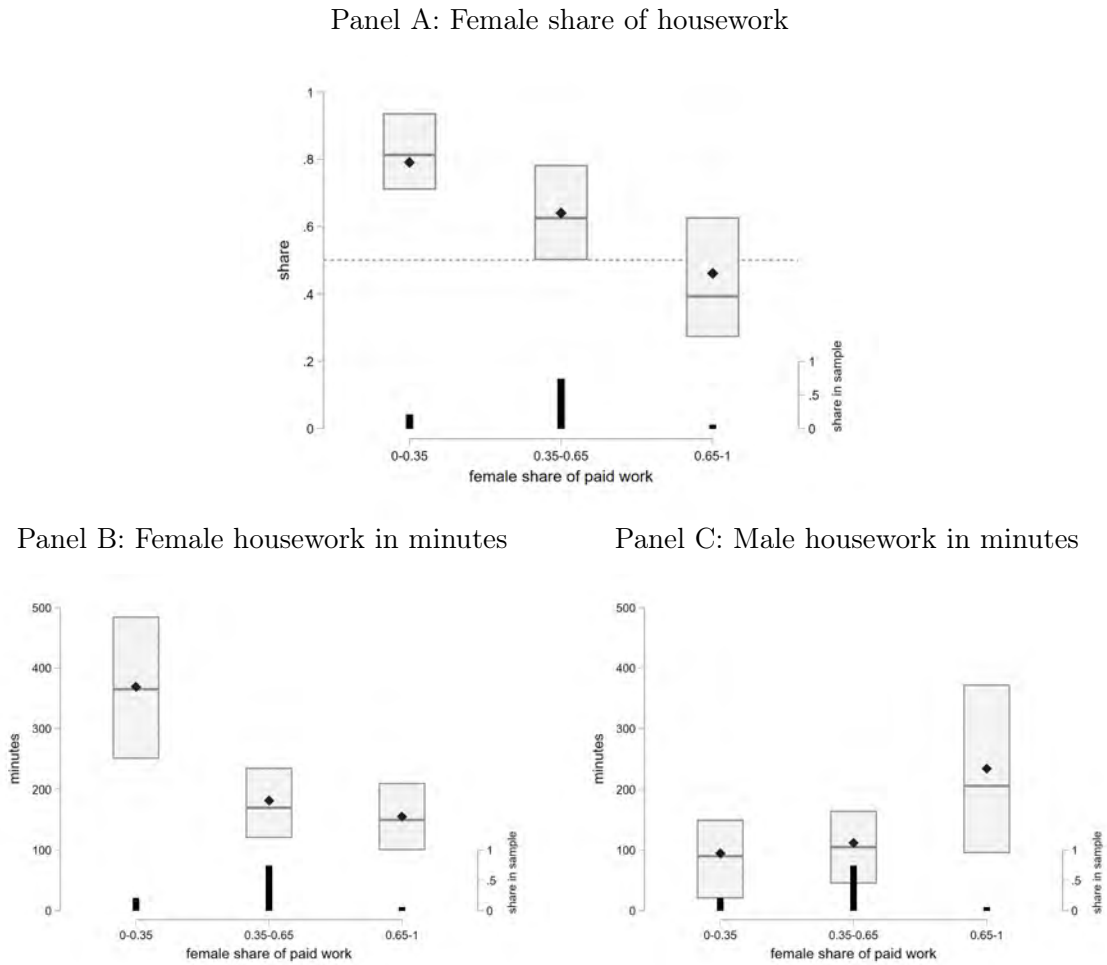 Panel A: Female share of housework
1
.8
.6
.4
.2
0
share
1
.5
0
share in sample
0-0.35 0.35-0.65 0.65-1
female share of paid work
Panel B: Female housework in minutes
500
400
300
200
100
0
minutes
1
.5
0
share in sample
0-0.35 0.35-0.65 0.65-1
female share of paid work
Panel C: Male housework in minutes
500
400
300
200
100
0
minutes
1
.5
0
share in sample
0-0.35 0.35-0.65 0.65-1
female share of paid work